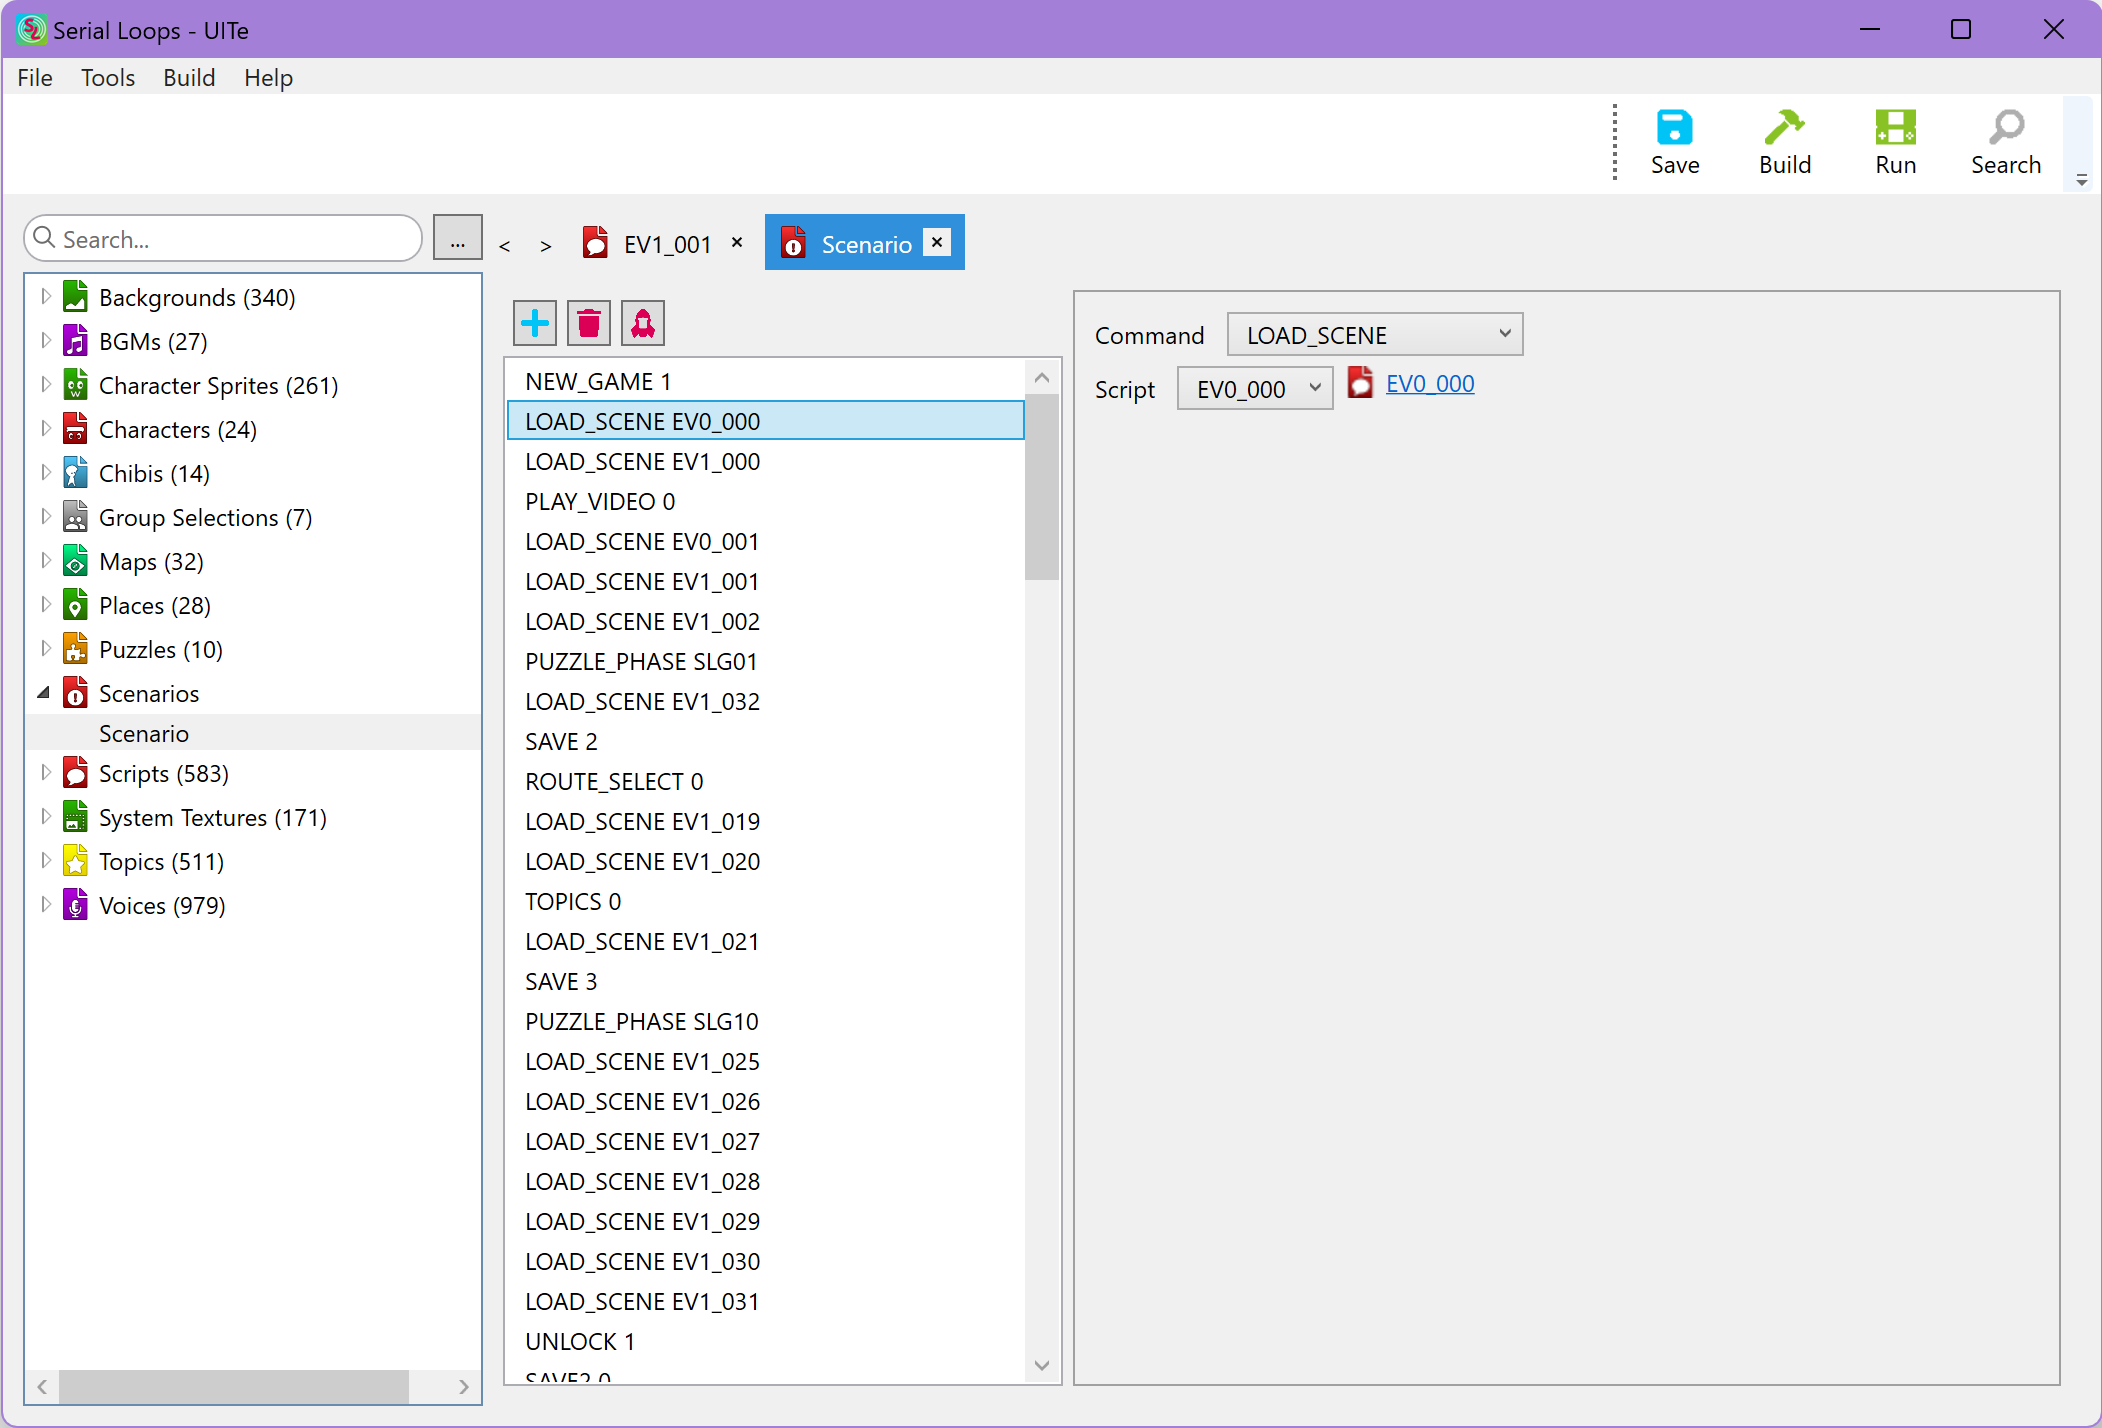 Serial Loops - UITe
File Tools Build Help
Save Build Run Search
Search...
...
< > EV1_001 × Scenario ×
Backgrounds (340)
BGMs (27)
Character Sprites (261)
Characters (24)
Chibis (14)
Group Selections (7)
Maps (32)
Places (28)
Puzzles (10)
Scenarios
Scenario
Scripts (583)
System Textures (171)
Topics (511)
Voices (979)
NEW_GAME 1
LOAD_SCENE EV0_000
LOAD_SCENE EV1_000
PLAY_VIDEO 0
LOAD_SCENE EV0_001
LOAD_SCENE EV1_001
LOAD_SCENE EV1_002
PUZZLE_PHASE SLG01
LOAD_SCENE EV1_032
SAVE 2
ROUTE_SELECT 0
LOAD_SCENE EV1_019
LOAD_SCENE EV1_020
TOPICS 0
LOAD_SCENE EV1_021
SAVE 3
PUZZLE_PHASE SLG10
LOAD_SCENE EV1_025
LOAD_SCENE EV1_026
LOAD_SCENE EV1_027
LOAD_SCENE EV1_028
LOAD_SCENE EV1_029
LOAD_SCENE EV1_030
LOAD_SCENE EV1_031
UNLOCK 1
SAVE2 0
Command LOAD_SCENE
Script EV0_000 EV0_000